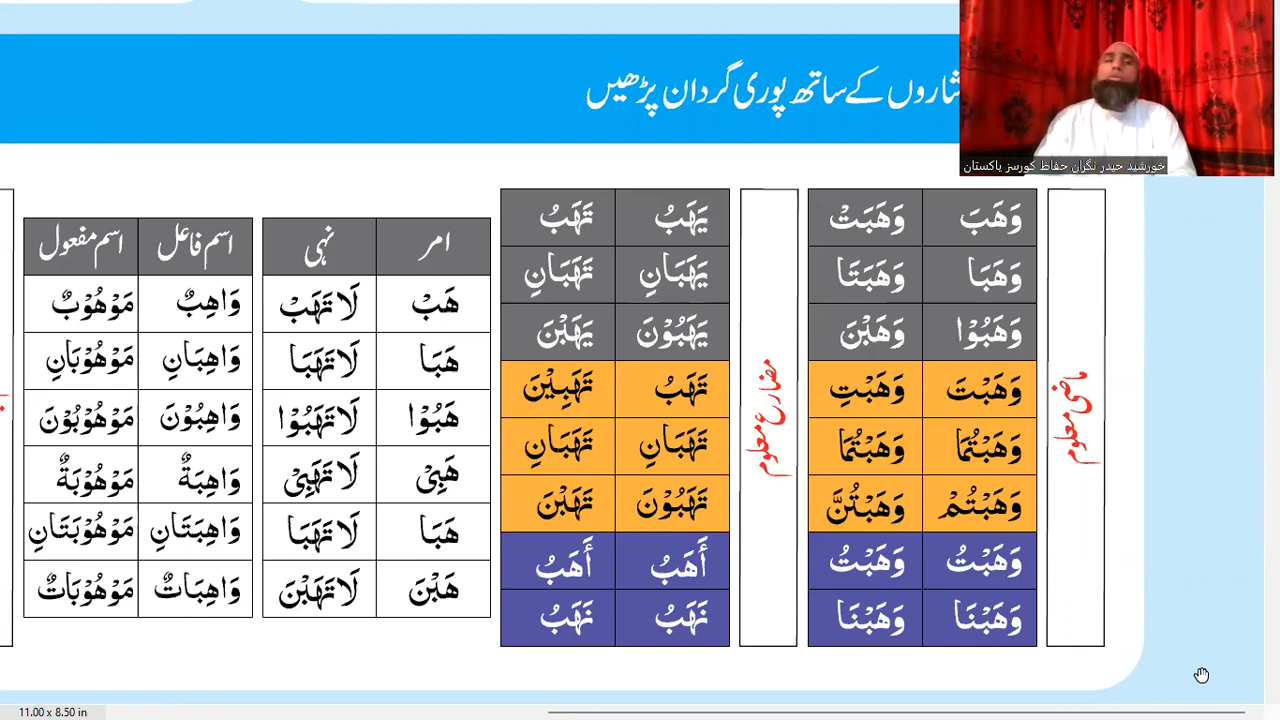 شاروں کے ساتھ پوری گردان پڑھیں
خورشید حیدر نگران حفاظ کورسز پاکستان
ماضی معلوم
وَهَبَ وَهَبَتْ
وَهَبَا وَهَبَتَا
وَهَبُوْا وَهَبْنَ
وَهَبْتَ وَهَبْتِ
وَهَبْتُمَا وَهَبْتُمَا
وَهَبْتُمْ وَهَبْتُنَّ
وَهَبْتُ وَهَبْتُ
وَهَبْنَا وَهَبْنَا
مضارع معلوم
يَهَبُ تَهَبُ
يَهَبَانِ تَهَبَانِ
يَهَبُوْنَ يَهَبْنَ
تَهَبُ تَهَبِيْنَ
تَهَبَانِ تَهَبَانِ
تَهَبُوْنَ تَهَبْنَ
أَهَبُ أَهَبُ
نَهَبُ نَهَبُ
امر نہی
هَبْ لَا تَهَبْ
هَبَا لَا تَهَبَا
هَبُوْا لَا تَهَبُوْا
هَبِیْ لَا تَهَبِیْ
هَبَا لَا تَهَبَا
هَبْنَ لَا تَهَبْنَ
اسم فاعل اسم مفعول
وَاهِبٌ مَوْهُوْبٌ
وَاهِبَانِ مَوْهُوْبَانِ
وَاهِبُوْنَ مَوْهُوْبُوْنَ
وَاهِبَةٌ مَوْهُوْبَةٌ
وَاهِبَتَانِ مَوْهُوْبَتَانِ
وَاهِبَاتٌ مَوْهُوْبَاتٌ
11.00 x 8.50 in